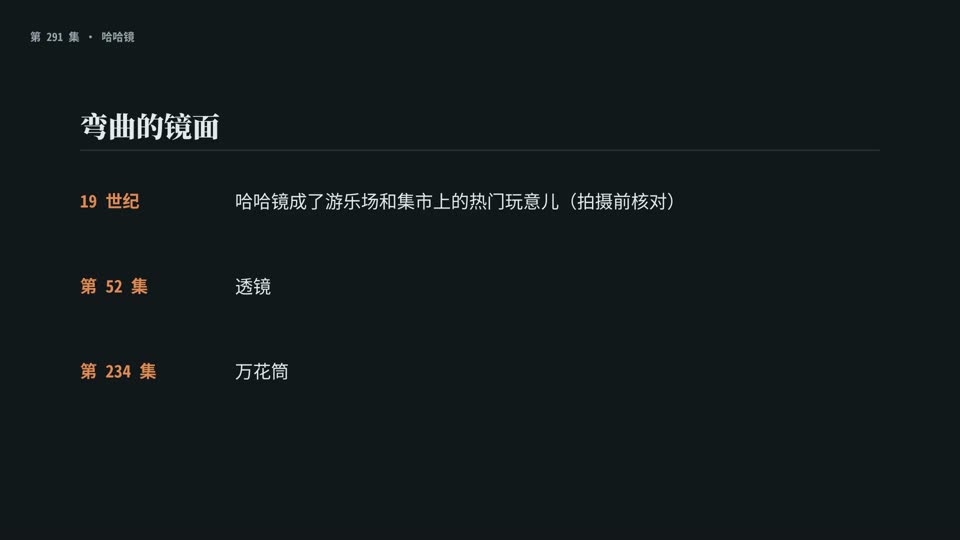 第 291 集 · 哈哈镜
弯曲的镜面
19 世纪 哈哈镜成了游乐场和集市上的热门玩意儿（拍摄前核对）
第 52 集 透镜
第 234 集 万花筒